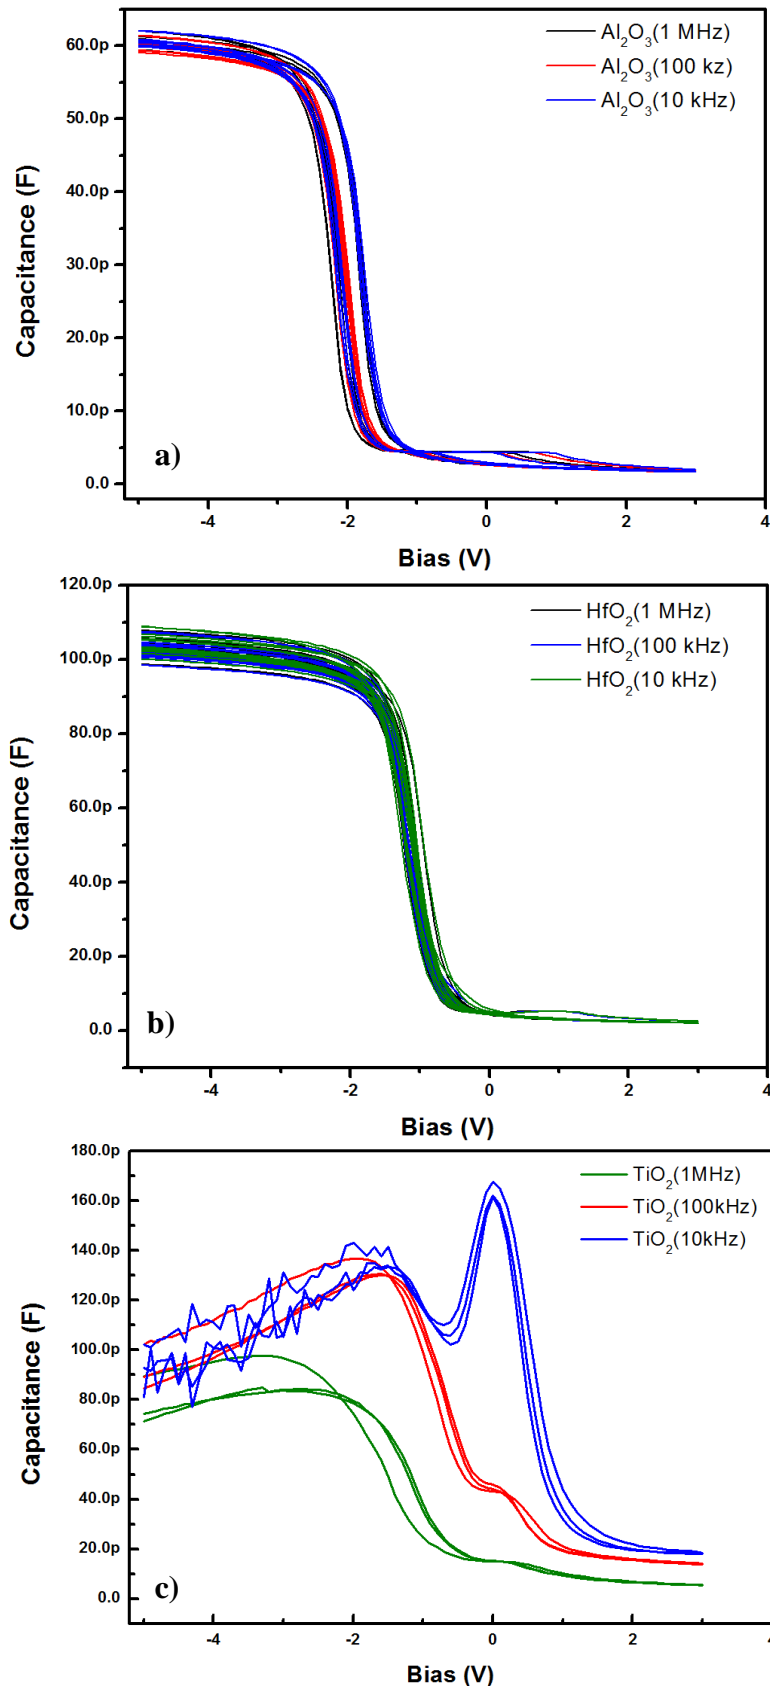 Al₂O₃(1 MHz)
Al₂O₃(100 kz)
Al₂O₃(10 kHz)
60.0p
50.0p
40.0p
30.0p
20.0p
10.0p
0.0
Capacitance (F)
a)
-4 -2 0 2 4
Bias (V)
HfO₂(1 MHz)
HfO₂(100 kHz)
HfO₂(10 kHz)
120.0p
100.0p
80.0p
60.0p
40.0p
20.0p
0.0
Capacitance (F)
b)
-4 -2 0 2 4
Bias (V)
TiO₂(1MHz)
TiO₂(100kHz)
TiO₂(10kHz)
180.0p
160.0p
140.0p
120.0p
100.0p
80.0p
60.0p
40.0p
20.0p
0.0
Capacitance (F)
c)
-4 -2 0 2 4
Bias (V)